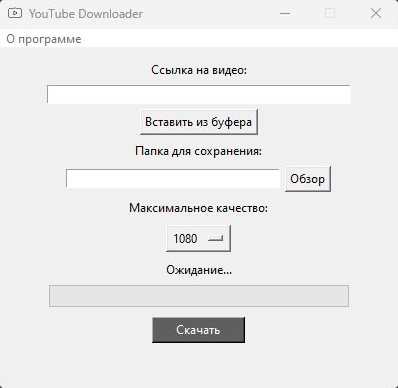 YouTube Downloader
О программе
Ссылка на видео:
Вставить из буфера
Папка для сохранения:
Обзор
Максимальное качество:
1080
Ожидание...
Скачать